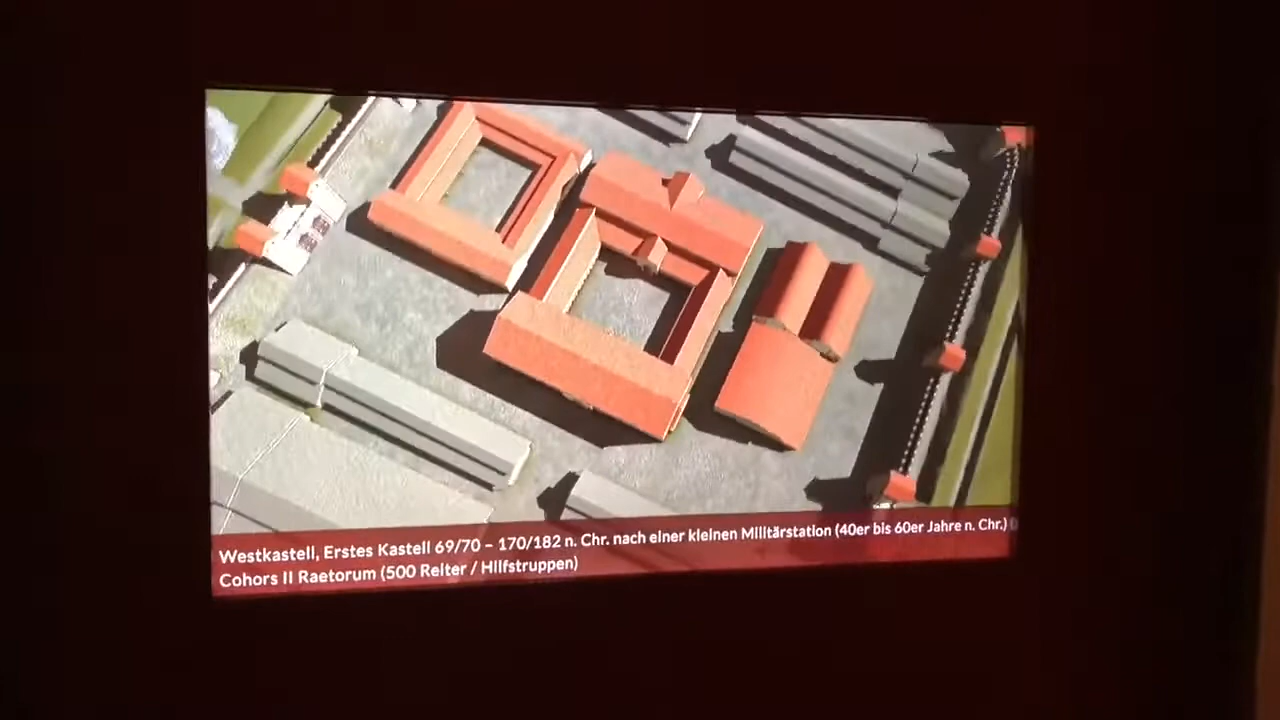 Westkastell, Erstes Kastell 69/70 – 170/182 n. Chr. nach einer kleinen Militärstation (40er bis 60er Jahre n. Chr.)
Cohors II Raetorum (500 Reiter / Hilfstruppen)